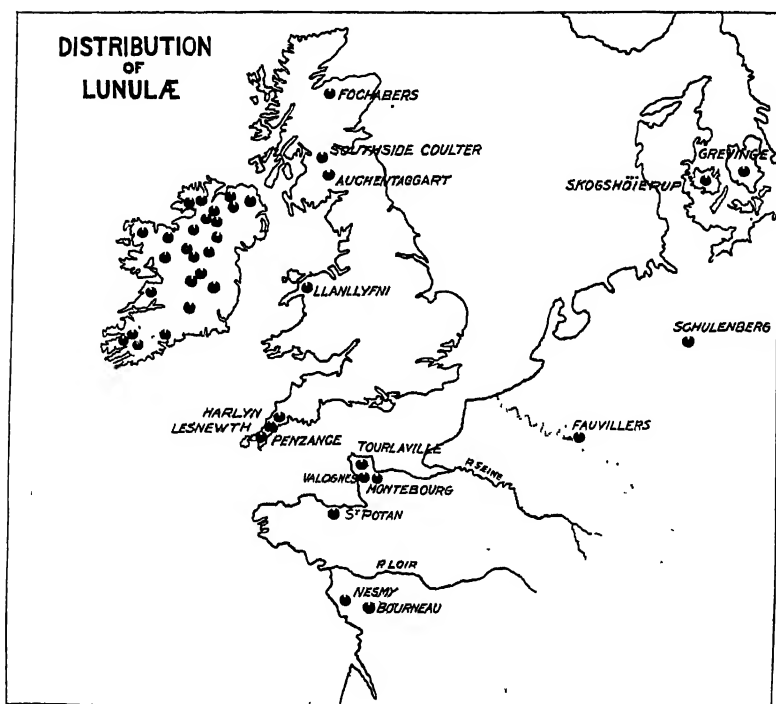 DISTRIBUTION
OF
LUNULÆ
FOCHABERS
SOUTHSIDE COULTER
AUCHENTAGGART
GREVINGE
SKOGSHÖIERUP
LLANLLYFNI
SCHULENBERG
HARLYN
LESNEWTH
PENZANCE
FAUVILLERS
TOURLAVILLE
VALOGNES
MONTEBOURG
R. SEINE
ST POTAN
R. LOIR
NESMY
BOURNEAU